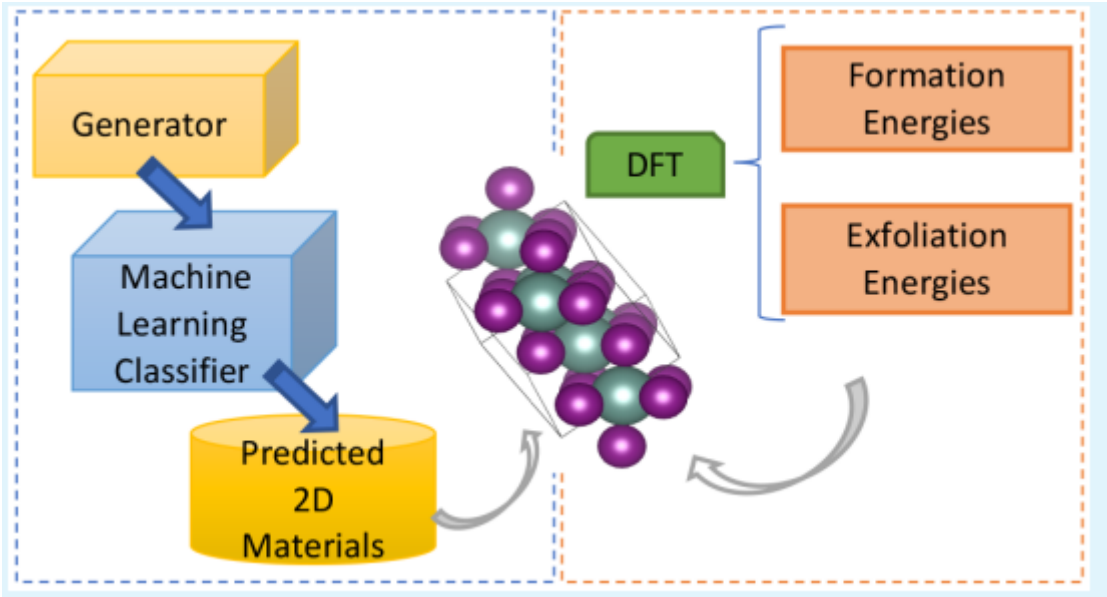 Generator
Machine
Learning
Classifier
Predicted
2D
Materials
DFT
Formation
Energies
Exfoliation
Energies